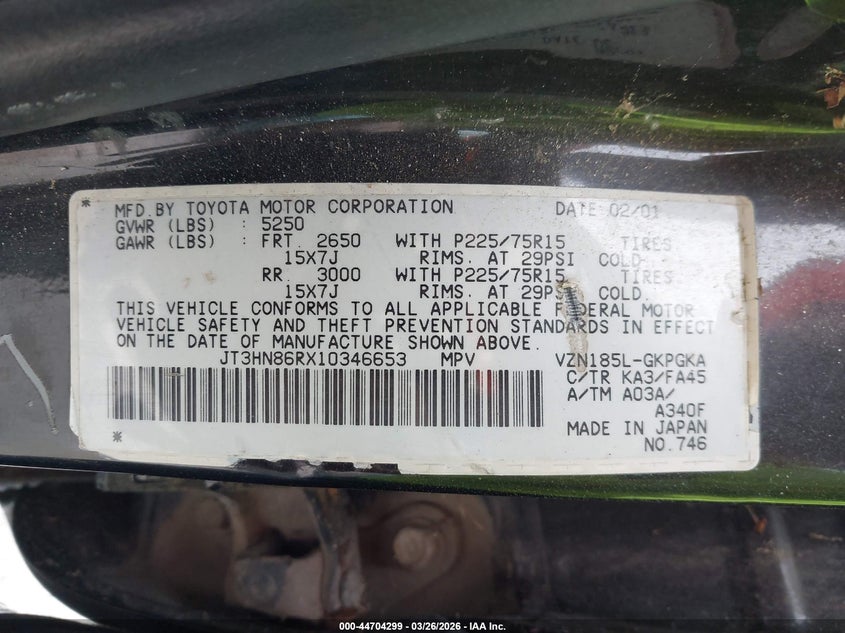 * MFD.BY TOYOTA MOTOR CORPORATION DATE 02/01
GVWR (LBS) : 5250
GAWR (LBS) : FRT. 2650 WITH P225/75R15 TIRES
15X7J RIMS. AT 29PSI COLD
RR. 3000 WITH P225/75R15 TIRES
15X7J RIMS. AT 29PSI COLD.
THIS VEHICLE CONFORMS TO ALL APPLICABLE FEDERAL MOTOR
VEHICLE SAFETY AND THEFT PREVENTION STANDARDS IN EFFECT
ON THE DATE OF MANUFACTURE SHOWN ABOVE.
JT3HN86RX10346653 MPV VZN185L-GKPGKA
C/TR KA3/FA45
A/TM A03A/
A340F
* MADE IN JAPAN
NO.746
000-44704299 | 03/26/2026 | IAA Inc.